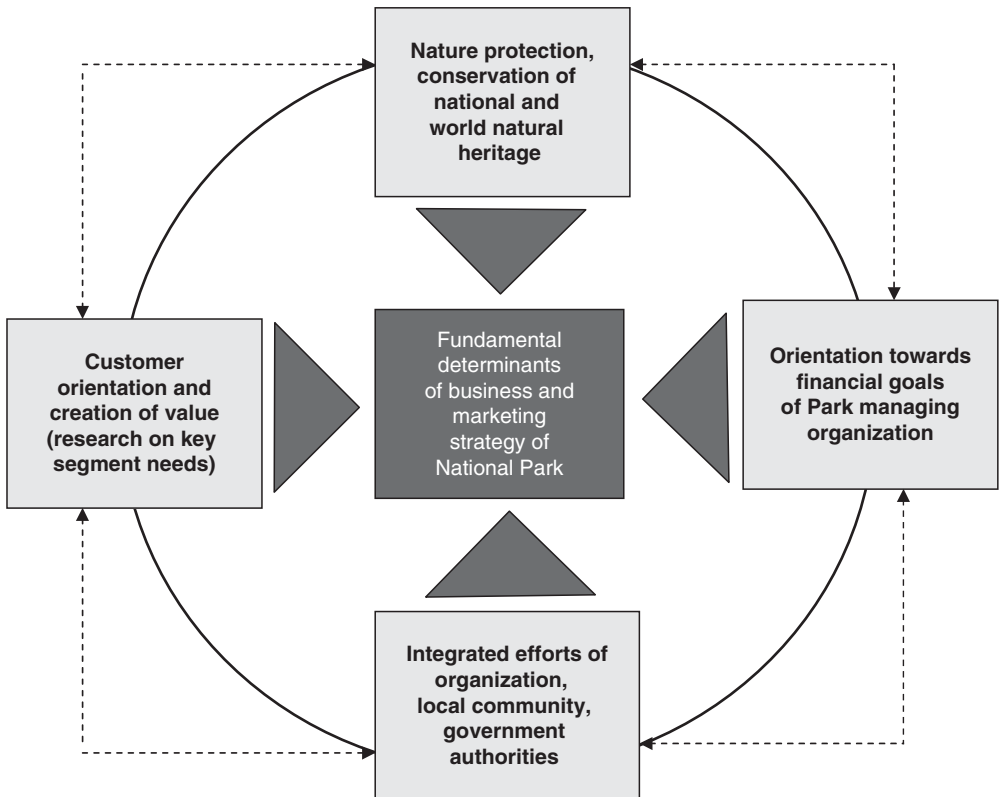 Nature protection,
conservation of
national and
world natural
heritage
Customer
orientation and
creation of value
(research on key
segment needs)
Fundamental
determinants
of business and
marketing
strategy of
National Park
Orientation towards
financial goals
of Park managing
organization
Integrated efforts of
organization,
local community,
government
authorities